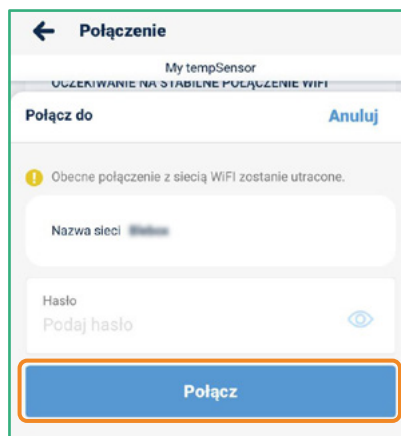 Połączenie
My tempSensor
OCZEKIWANIE NA STABILNE POŁĄCZENIE WIFI
Połącz do Anuluj
Obecne połączenie z siecią WiFI zostanie utracone.
Nazwa sieci
Hasło
Podaj hasło
Połącz